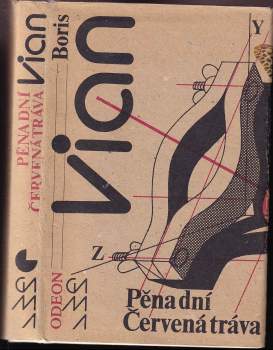 PĚNA DNÍ
ČERVENÁ TRÁVA
Vian
ODEON
Boris
Vian
Y
Z
Pěna dní
Červená tráva